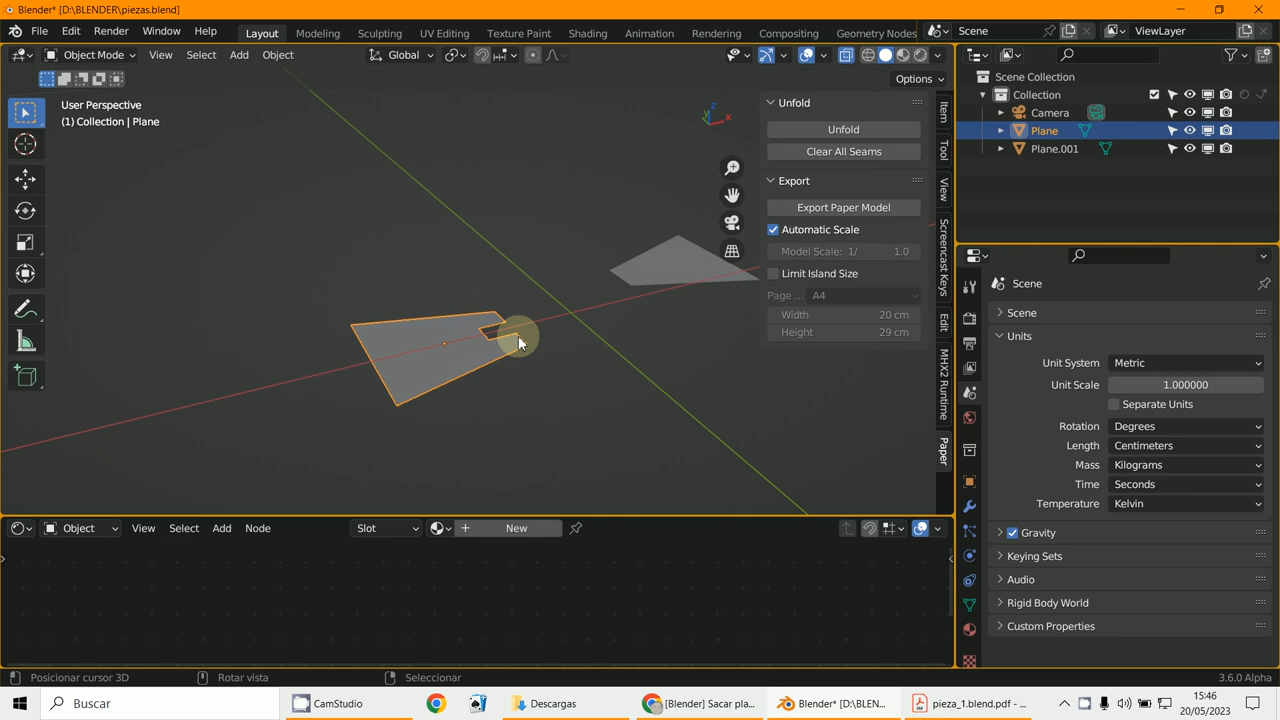 Blender* [D:\BLENDER\piezas.blend]
File Edit Render Window Help Layout Modeling Sculpting UV Editing Texture Paint Shading Animation Rendering Compositing Geometry Nodes Scene ViewLayer
Object Mode View Select Add Object Global
Options
User Perspective
(1) Collection | Plane
Z
Y
X
Unfold
Unfold
Clear All Seams
Export
Export Paper Model
Automatic Scale
Model Scale: 1/ 1.0
Limit Island Size
Page ... A4
Width 20 cm
Height 29 cm
Item
Tool
View
Screencast Keys
Edit
MHX2 Runtime
Paper
Scene Collection
Collection
Camera
Plane
Plane.001
Scene
Scene
Units
Unit System Metric
Unit Scale 1.000000
Separate Units
Rotation Degrees
Length Centimeters
Mass Kilograms
Time Seconds
Temperature Kelvin
Gravity
Keying Sets
Audio
Rigid Body World
Custom Properties
Object View Select Add Node Slot New
Posicionar cursor 3D Rotar vista Seleccionar 3.6.0 Alpha
Buscar CamStudio Descargas [Blender] Sacar pla... Blender* [D:\BLEN... pieza_1.blend.pdf - ...
15:46
20/05/2023